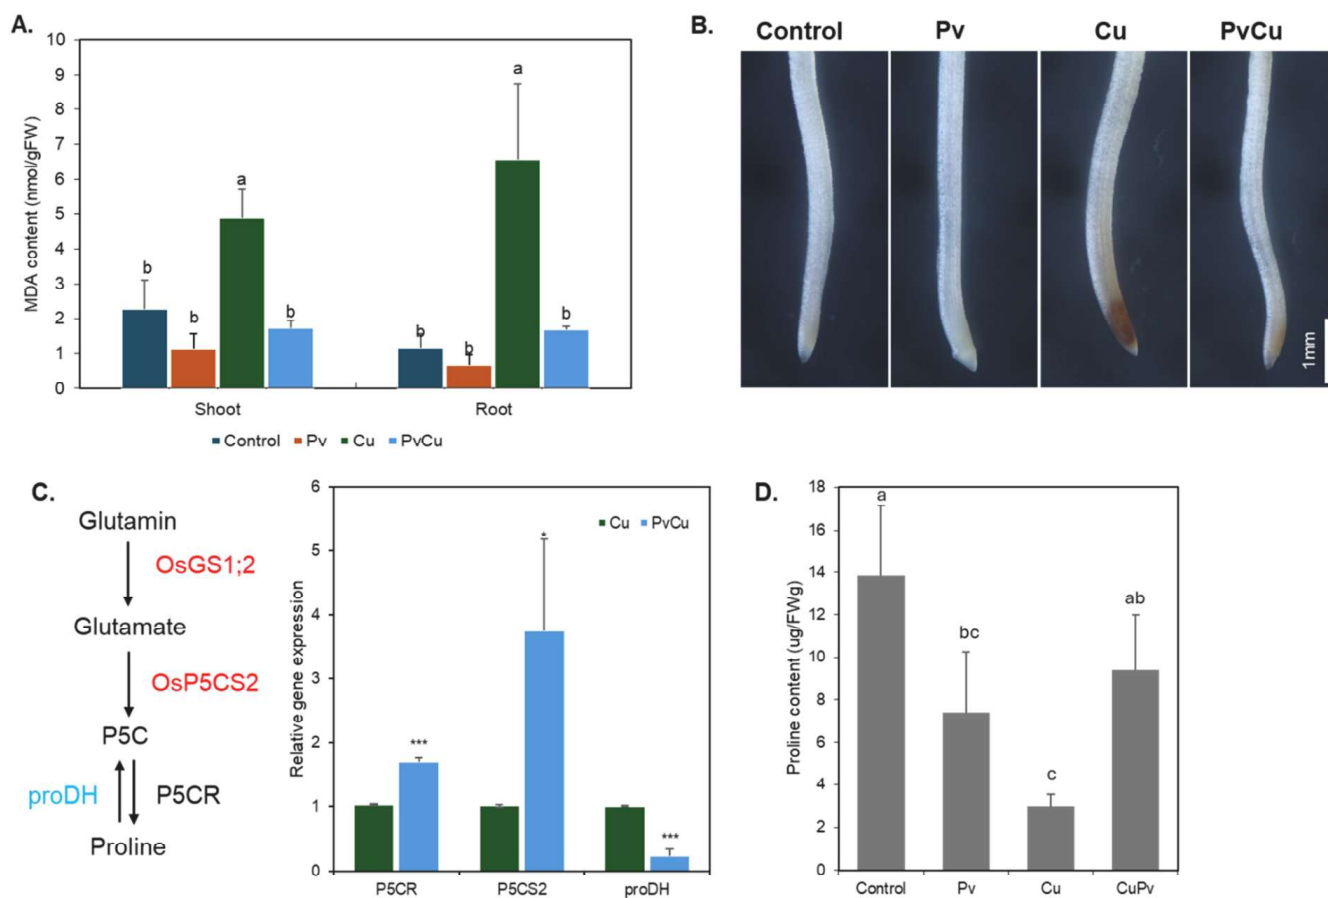 A.
10
9
8
7
6
5
4
3
2
1
0
MDA content (nmol/gFW)
b
b
a
b
b
b
a
b
Shoot Root
Control Pv Cu PvCu
B.
Control Pv Cu PvCu
1mm
C.
Glutamin
OsGS1;2
Glutamate
OsP5CS2
P5C
proDH P5CR
Proline
6
5
4
3
2
1
0
Relative gene expression
Cu PvCu
***
*
***
P5CR P5CS2 proDH
D.
18
16
14
12
10
8
6
4
2
0
Proline content (ug/FWg)
a
bc
c
ab
Control Pv Cu CuPv